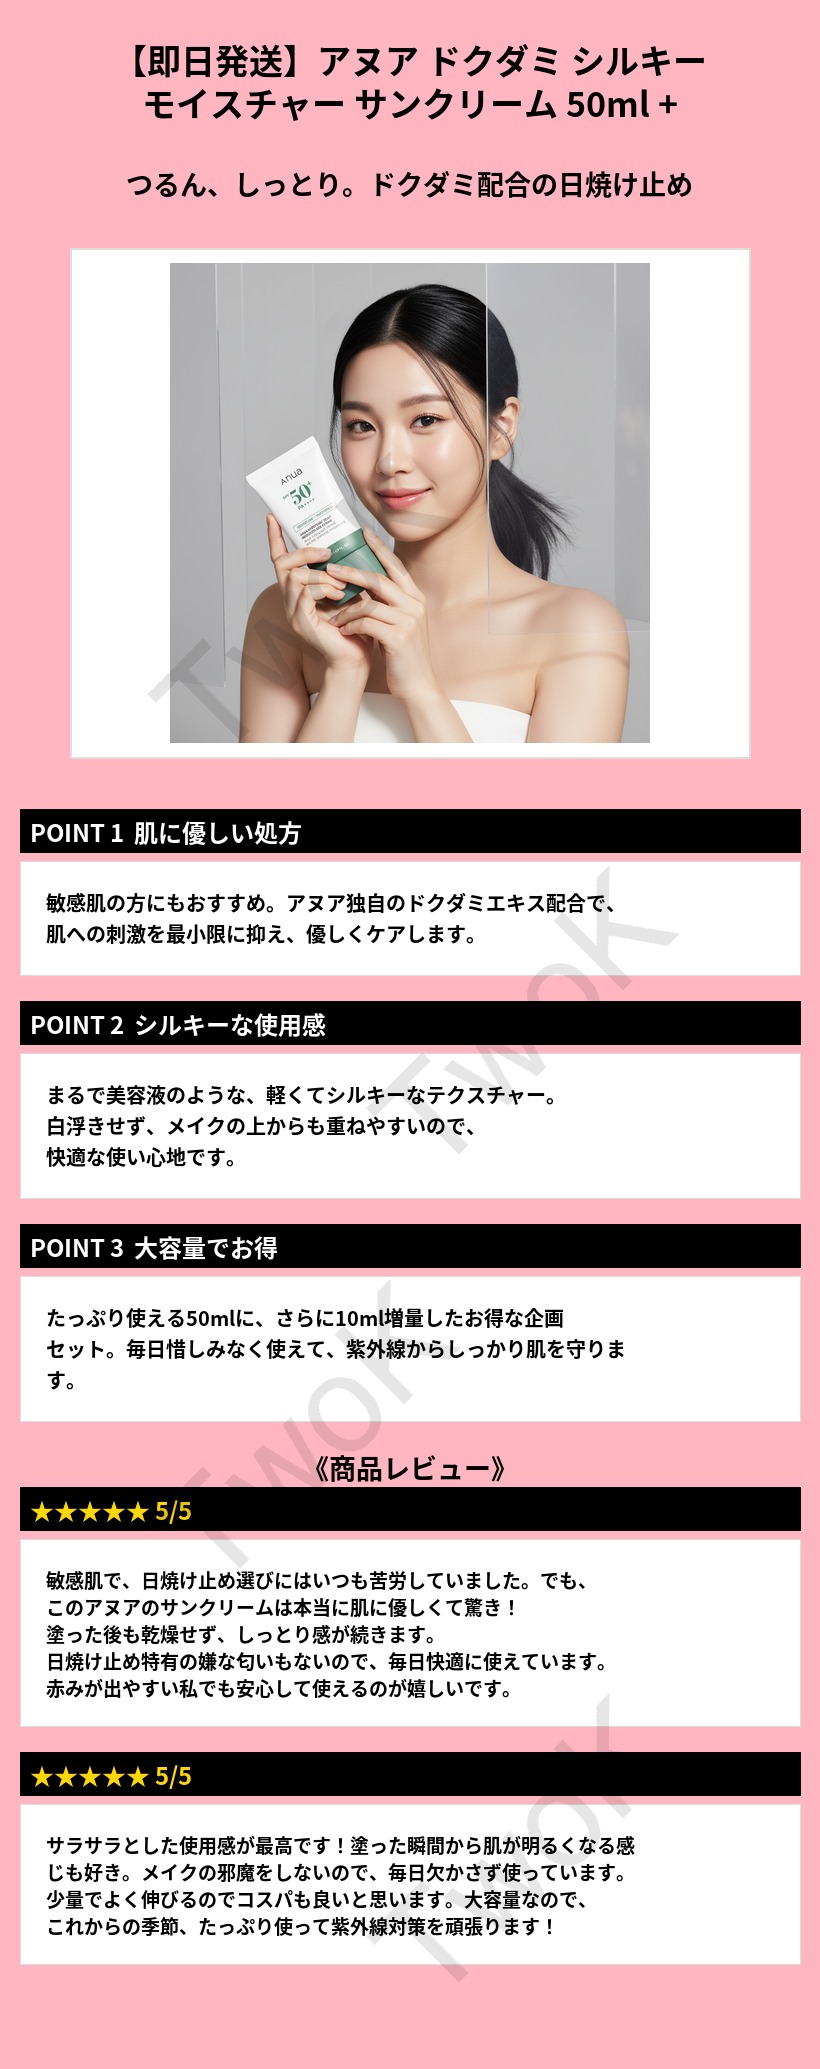 【即日発送】アヌア ドクダミ シルキー
モイスチャー サンクリーム 50ml +
つるん、しっとり。ドクダミ配合の日焼け止め
Anua
SPF 50+
PA++++
POINT 1 肌に優しい処方
敏感肌の方にもおすすめ。アヌア独自のドクダミエキス配合で、
肌への刺激を最小限に抑え、優しくケアします。
POINT 2 シルキーな使用感
まるで美容液のような、軽くてシルキーなテクスチャー。
白浮きせず、メイクの上からも重ねやすいので、
快適な使い心地です。
POINT 3 大容量でお得
たっぷり使える50mlに、さらに10ml増量したお得な企画
セット。毎日惜しみなく使えて、紫外線からしっかり肌を守りま
す。
《商品レビュー》
★★★★★ 5/5
敏感肌で、日焼け止め選びにはいつも苦労していました。でも、
このアヌアのサンクリームは本当に肌に優しくて驚き！
塗った後も乾燥せず、しっとり感が続きます。
日焼け止め特有の嫌な匂いもないので、毎日快適に使えています。
赤みが出やすい私でも安心して使えるのが嬉しいです。
★★★★★ 5/5
サラサラとした使用感が最高です！塗った瞬間から肌が明るくなる感
じも好き。メイクの邪魔をしないので、毎日欠かさず使っています。
少量でよく伸びるのでコスパも良いと思います。大容量なので、
これからの季節、たっぷり使って紫外線対策を頑張ります！
TwoK
TwoK
TwoK
TwoK